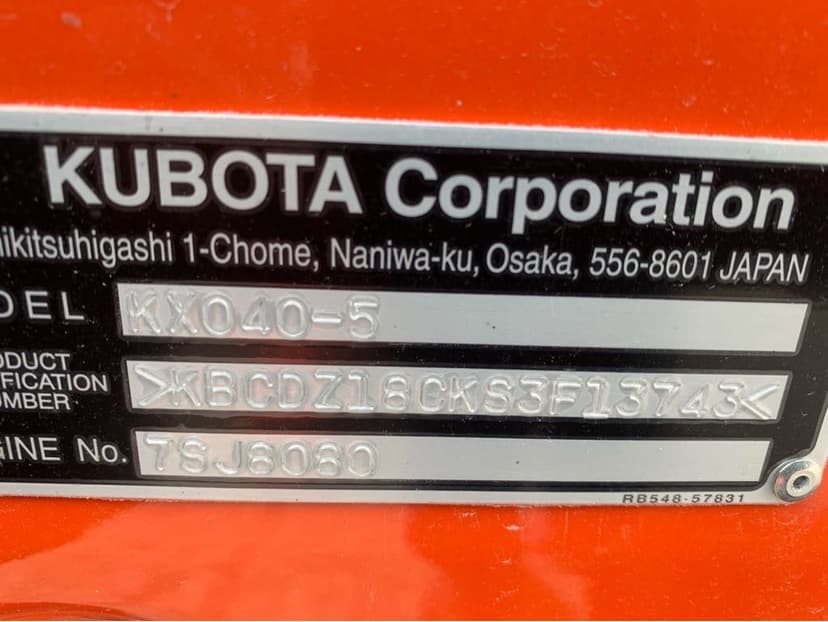 KUBOTA Corporation
ikitsuhigashi 1-Chome, Naniwa-ku, Osaka, 556-8601 JAPAN
DEL KX040-5
ODUCT
IFICATION
UMBER
>KBCDZ18CKS3F13743<
GINE No. 7SJ8080
RB548-57831